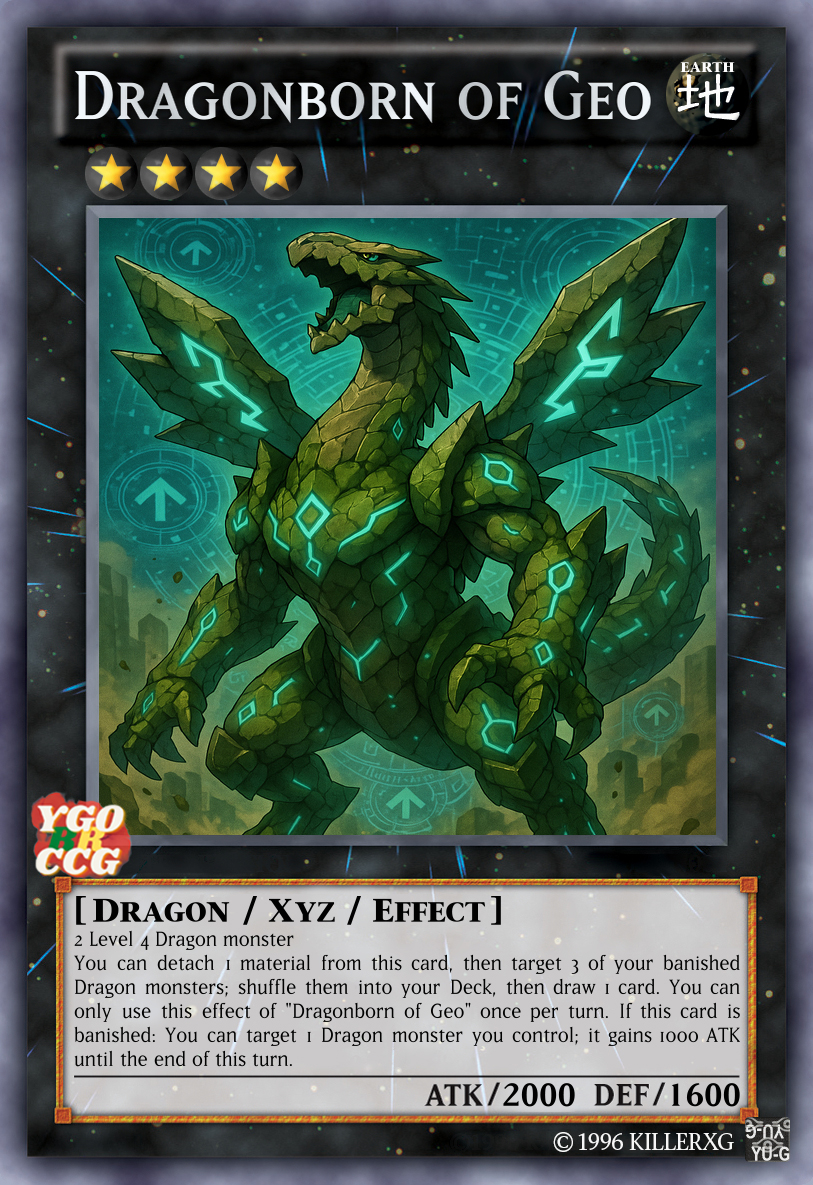 Dragonborn of Geo
EARTH
地
YGO
RR
CCG
[ Dragon / Xyz / Effect ]
2 Level 4 Dragon monster
You can detach 1 material from this card, then target 3 of your banished
Dragon monsters; shuffle them into your Deck, then draw 1 card. You can
only use this effect of "Dragonborn of Geo" once per turn. If this card is
banished: You can target 1 Dragon monster you control; it gains 1000 ATK
until the end of this turn.
ATK/2000 DEF/1600
© 1996 KILLERXG
YU-G